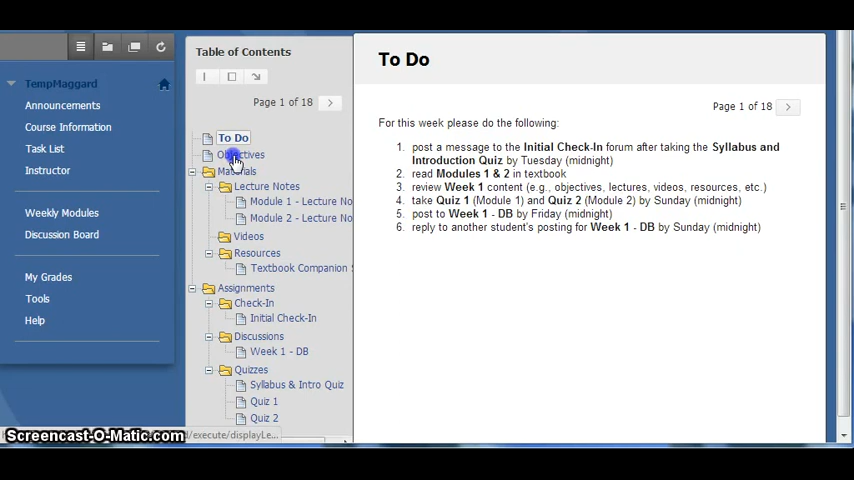 TempMaggard
Announcements
Course Information
Task List
Instructor
Weekly Modules
Discussion Board
My Grades
Tools
Help
Table of Contents
Page 1 of 18
To Do
Objectives
Materials
Lecture Notes
Module 1 - Lecture No
Module 2 - Lecture No
Videos
Resources
Textbook Companion S
Assignments
Check-In
Initial Check-In
Discussions
Week 1 - DB
Quizzes
Syllabus & Intro Quiz
Quiz 1
Quiz 2
To Do
Page 1 of 18
For this week please do the following:
1. post a message to the Initial Check-In forum after taking the Syllabus and
Introduction Quiz by Tuesday (midnight)
2. read Modules 1 & 2 in textbook
3. review Week 1 content (e.g., objectives, lectures, videos, resources, etc.)
4. take Quiz 1 (Module 1) and Quiz 2 (Module 2) by Sunday (midnight)
5. post to Week 1 - DB by Friday (midnight)
6. reply to another student's posting for Week 1 - DB by Sunday (midnight)
Screencast-O-Matic.com
d/execute/displayLe...